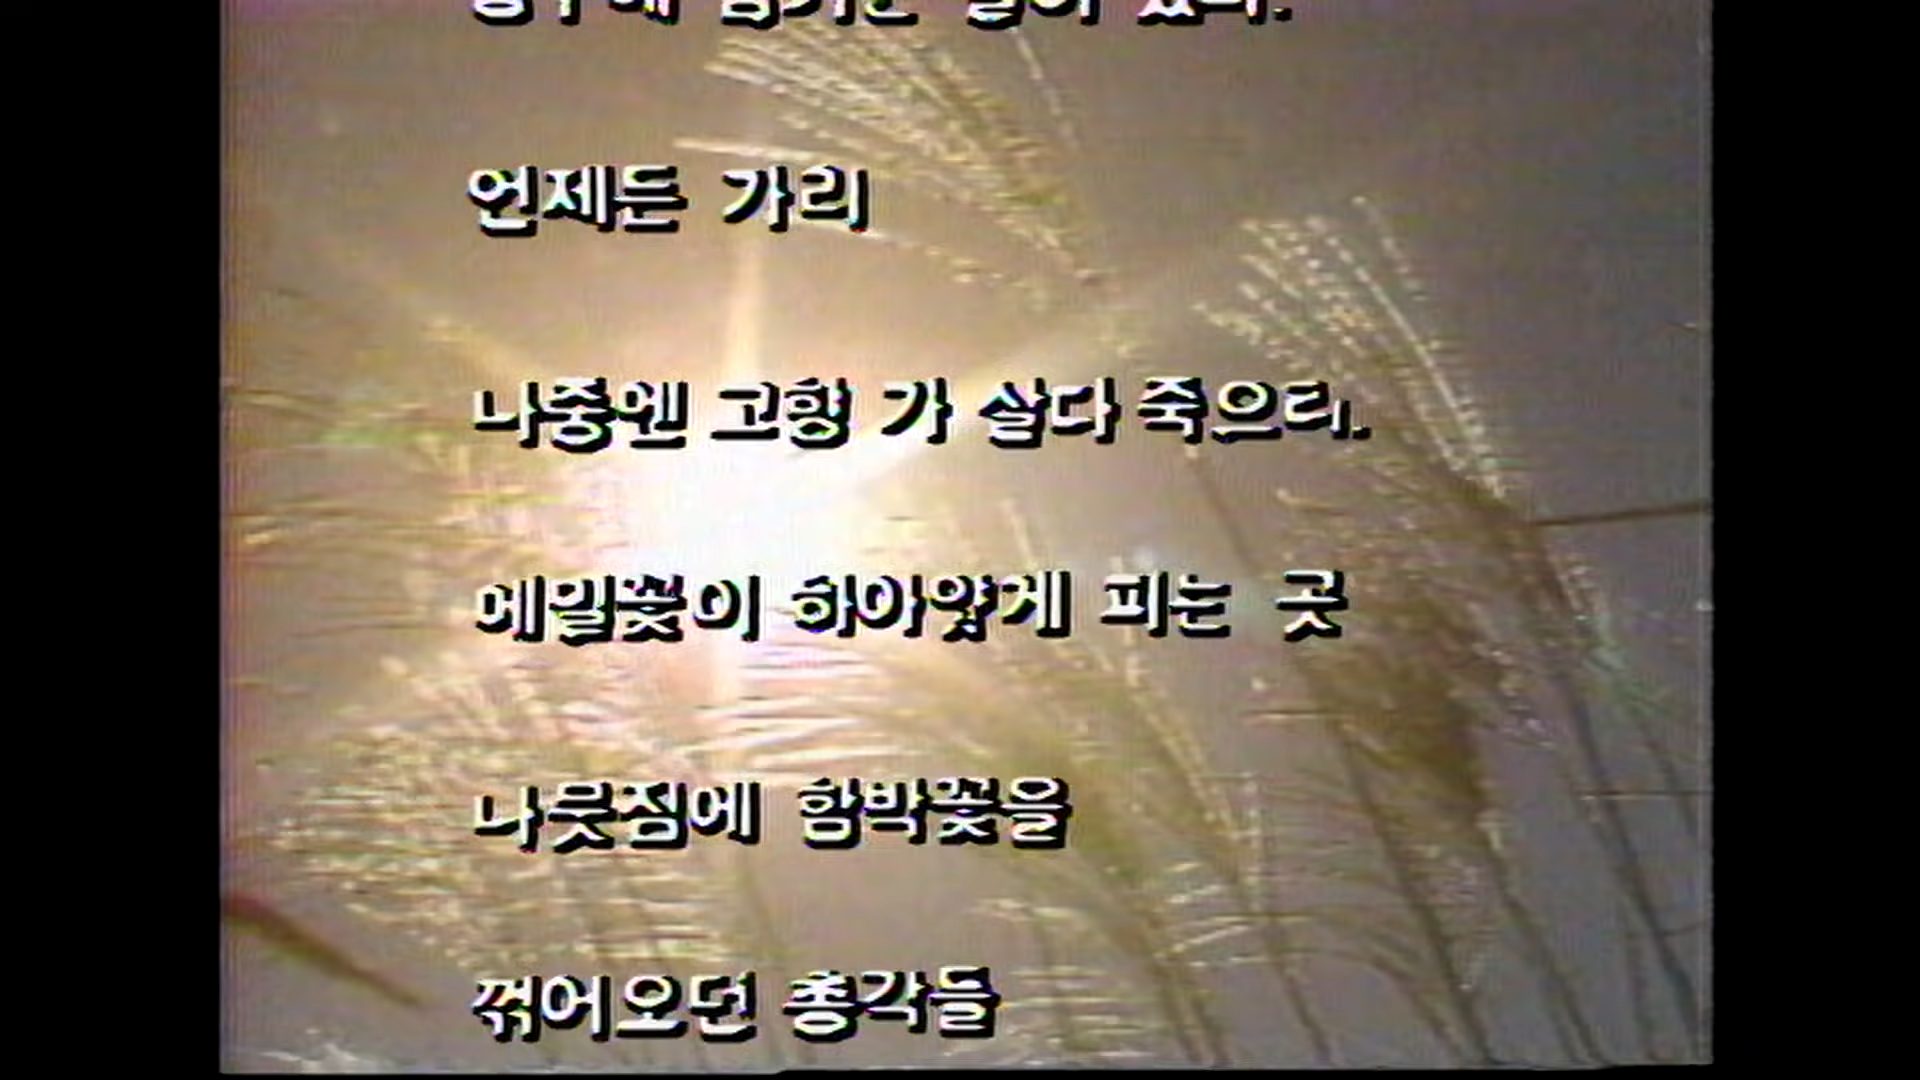 언제든 가리
나중엔 고향 가 살다 죽으리.
메밀꽃이 하아얗게 피는 곳
나뭇짐에 함박꽃을
꺾어오던 총각들